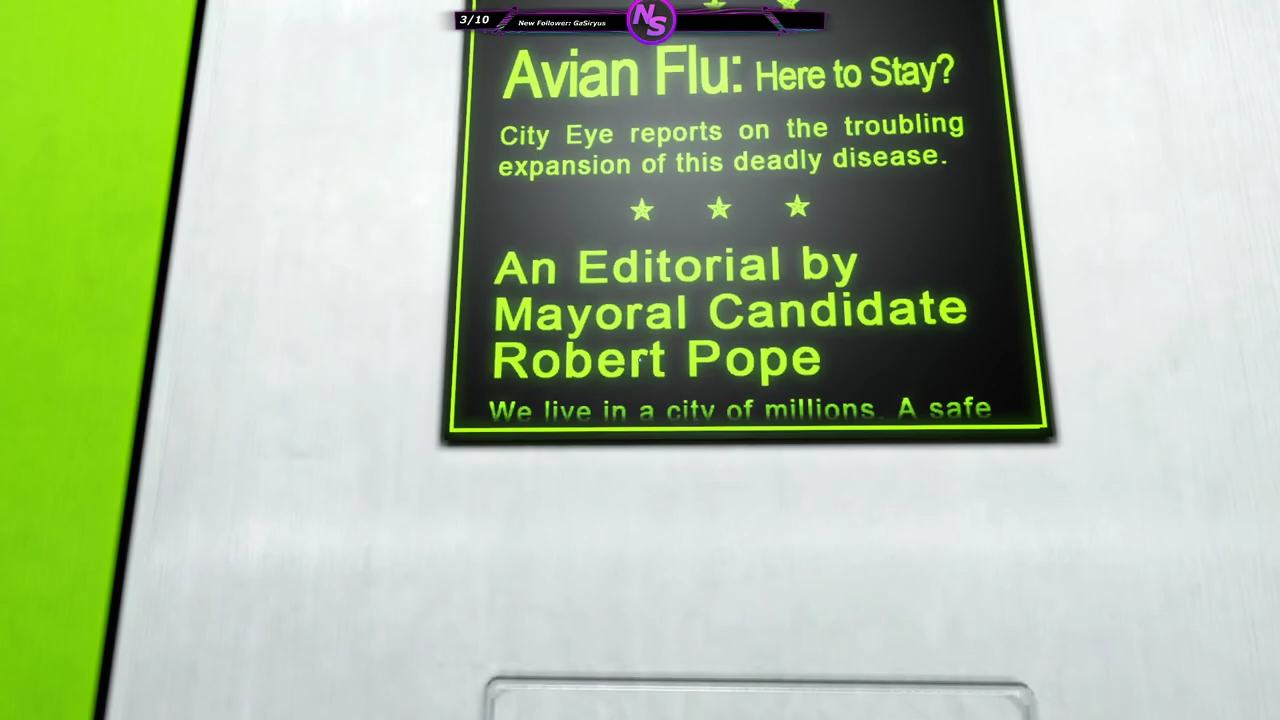 3/10
New Follower: GaSiryus
NS
Avian Flu: Here to Stay?
City Eye reports on the troubling
expansion of this deadly disease.
An Editorial by
Mayoral Candidate
Robert Pope
We live in a city of millions. A safe